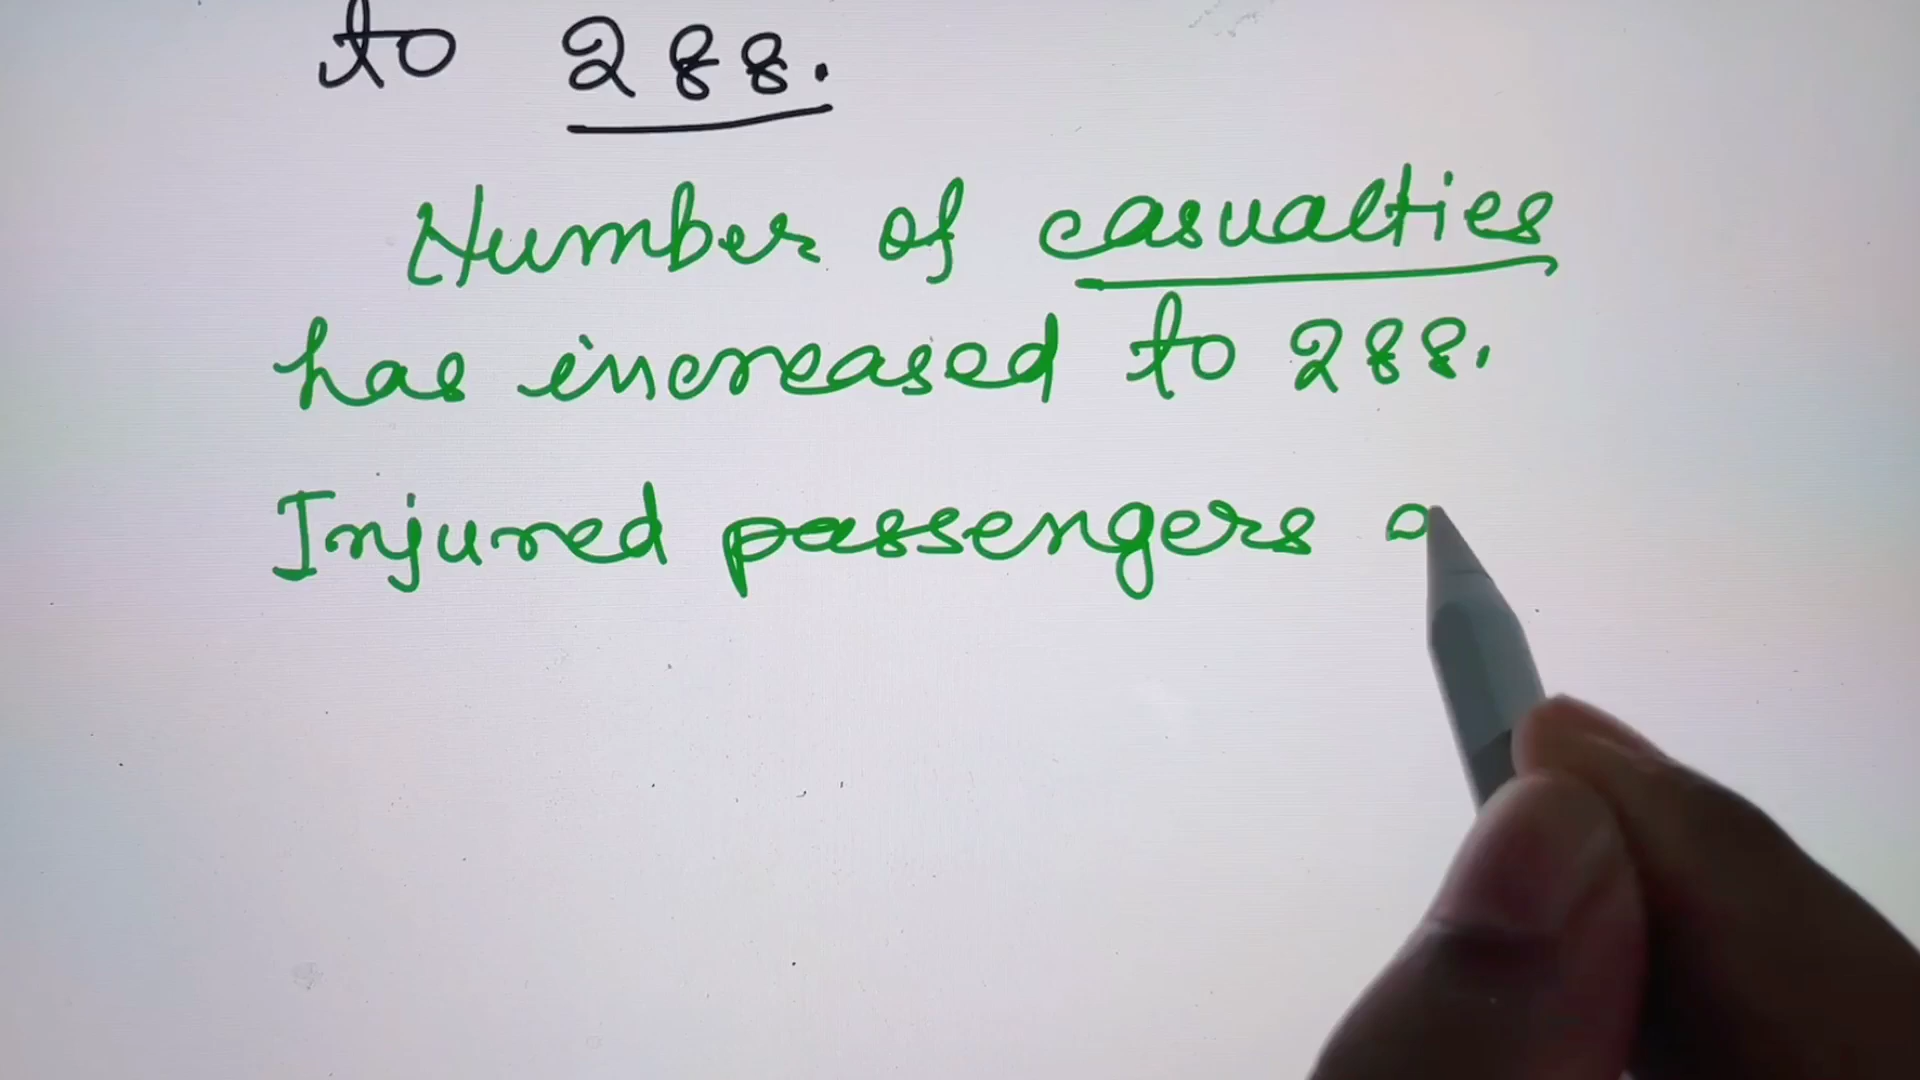 to 288.
Number of casualties
has increased to 288.
Injured passengers a